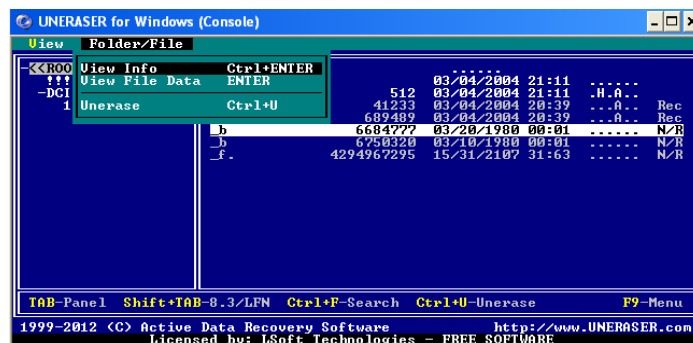 UNERASER for Windows (Console)
View Folder/File
<<ROO View Info Ctrl+ENTER ......
!!! View File Data ENTER 03/04/2004 21:11 ......
-DCI 512 03/04/2004 21:11 .H.A..
1 Unerase Ctrl+U 41233 03/04/2004 20:39 ...A.. Rec
689489 03/04/2004 20:39 ...A.. Rec
_b 6684777 03/20/1980 00:01 ...... N/R
_b 6750320 03/10/1980 00:01 ...... N/R
_f. 4294967295 15/31/2107 31:63 ...... N/R
TAB-Panel Shift+TAB-8.3/LFN Ctrl+F-Search Ctrl+U-Unerase F9-Menu
1999-2012 (C) Active Data Recovery Software http://www.UNERASER.com
Licensed by: LSoft Technologies - FREE SOFTWARE